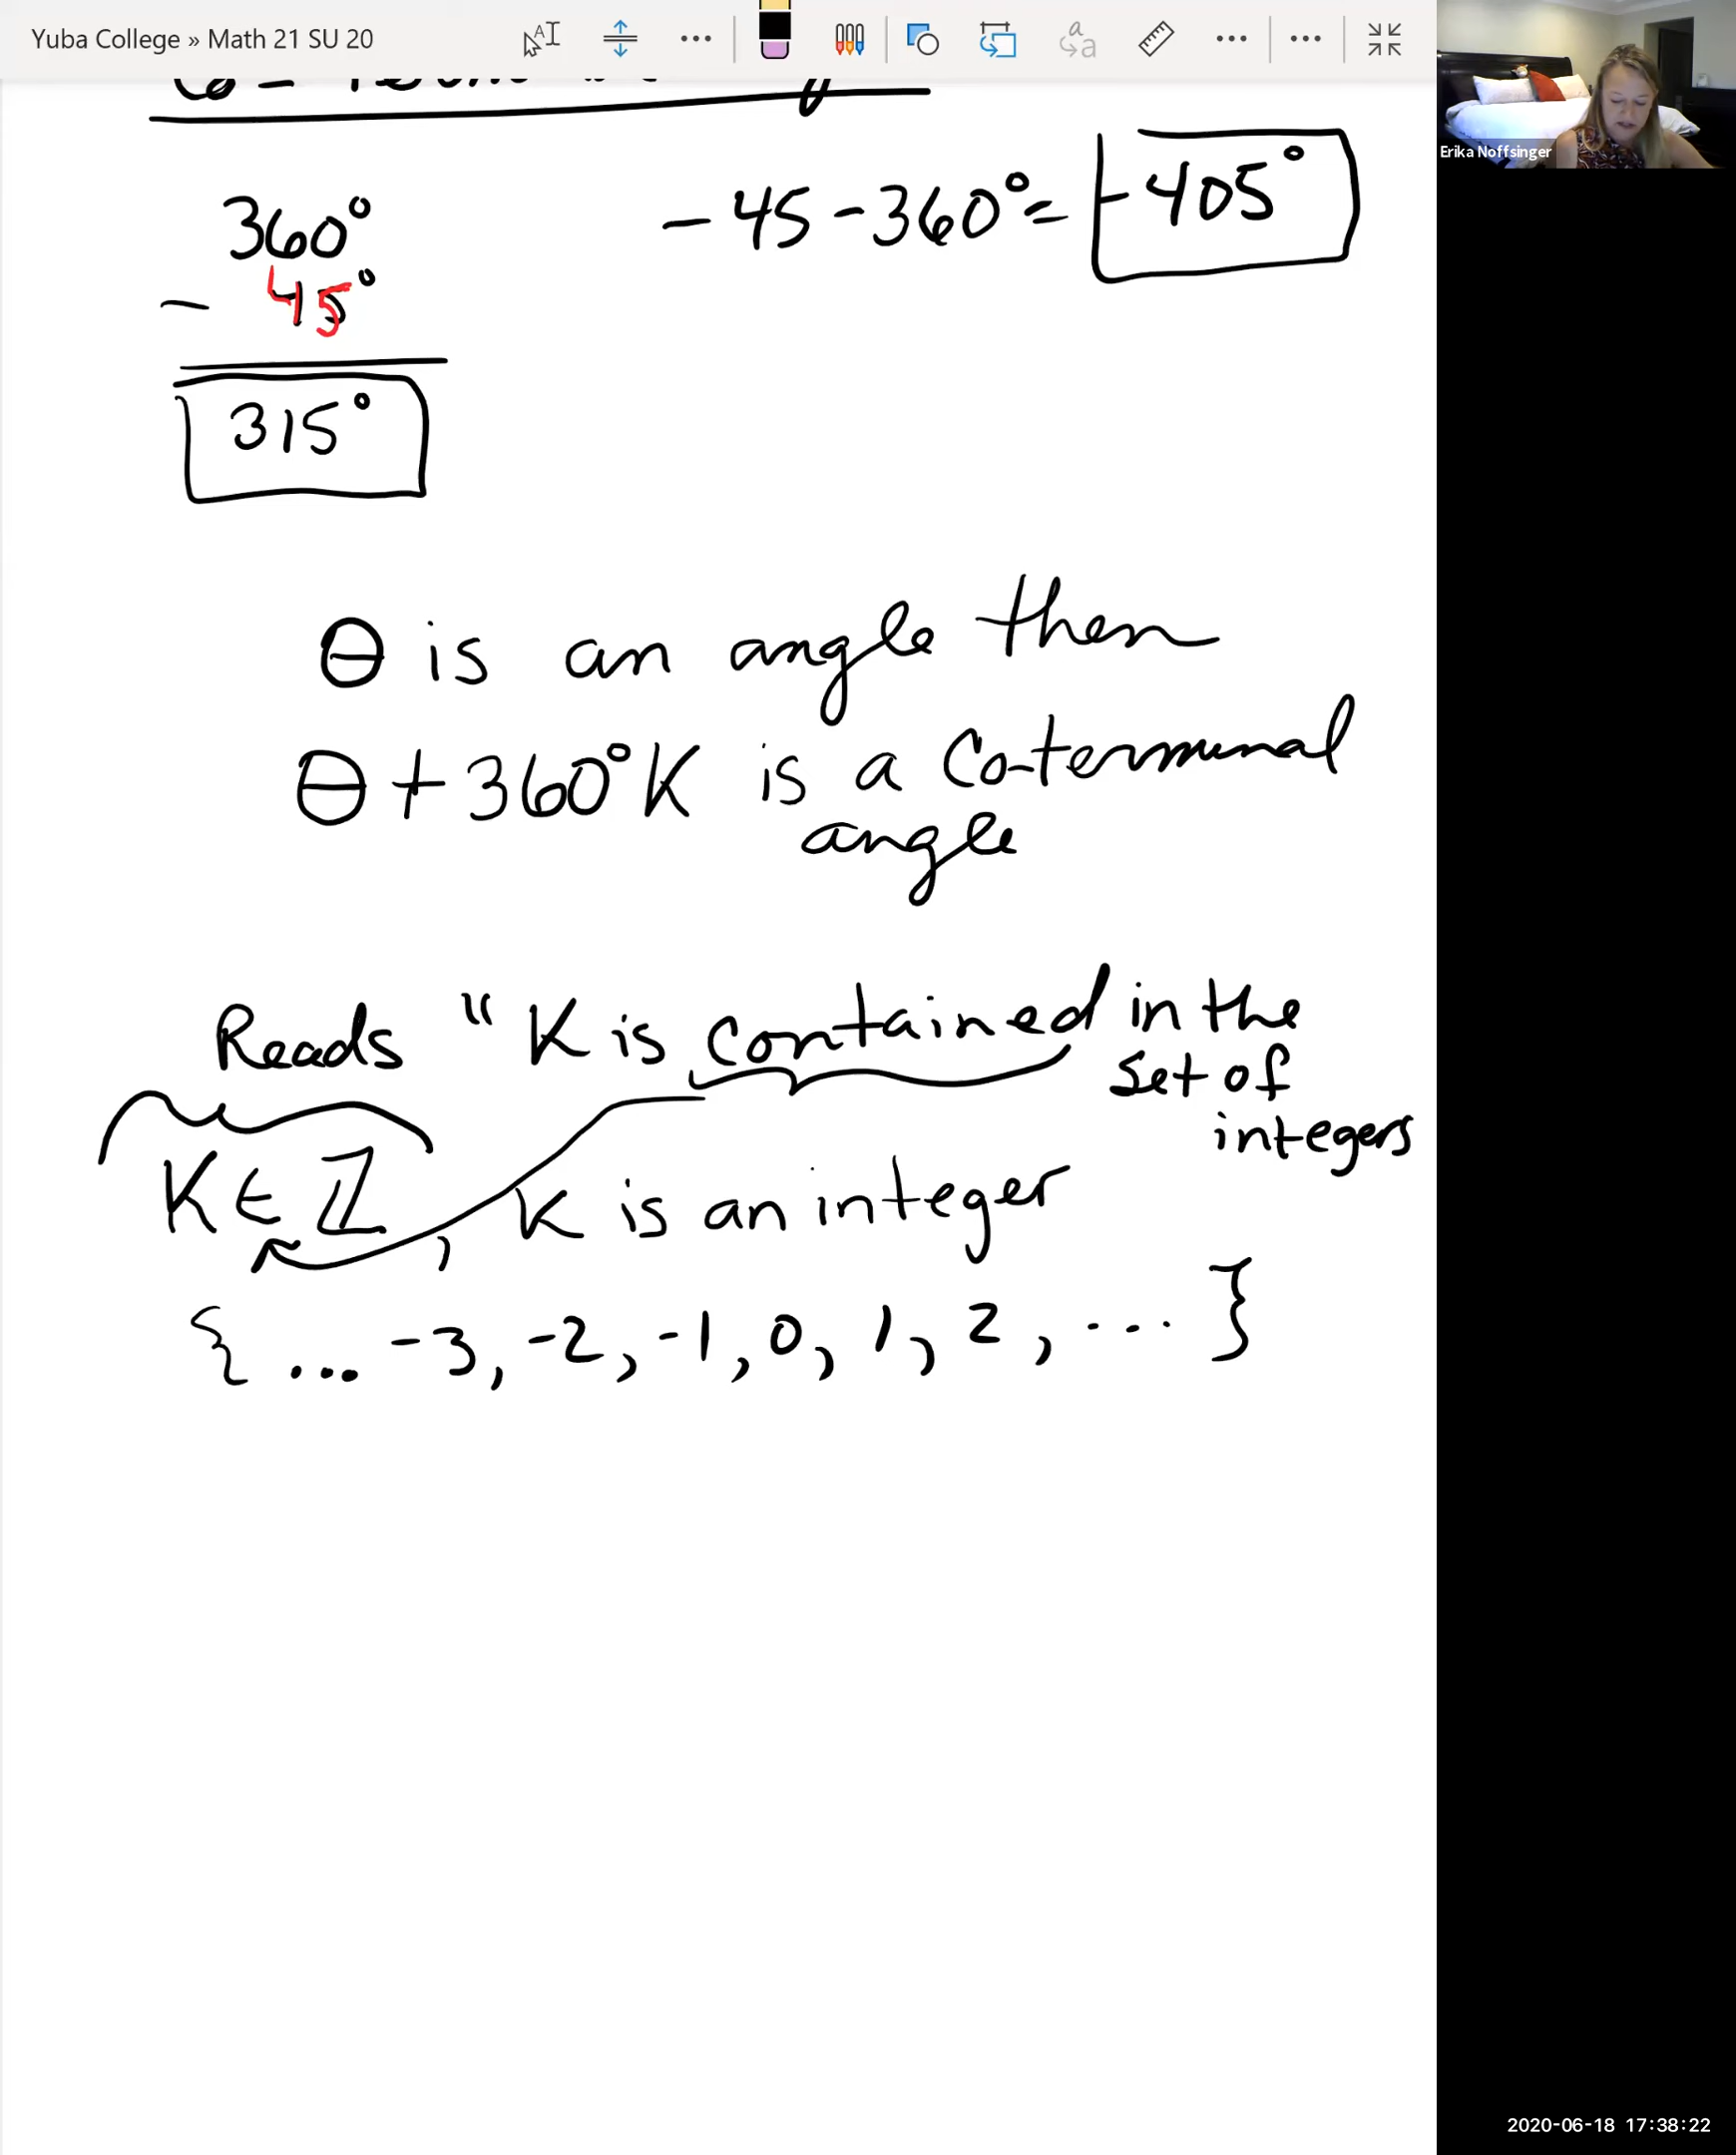 Yuba College » Math 21 SU 20
Erika Noffsinger
360°
- 45°
315°
-45-360°= -405°
θ is an angle then
θ+360°K is a Co-terminal
angle
Reads "K is contained in the
set of
integers
K∈ℤ, K is an integer
{... -3, -2, -1, 0, 1, 2, ... }
2020-06-18 17:38:22